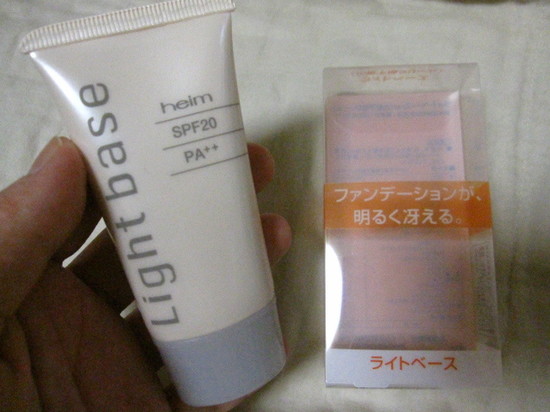 Light base
heim
SPF20
PA++
ファンデーションが、
明るく冴える。
ライトベース